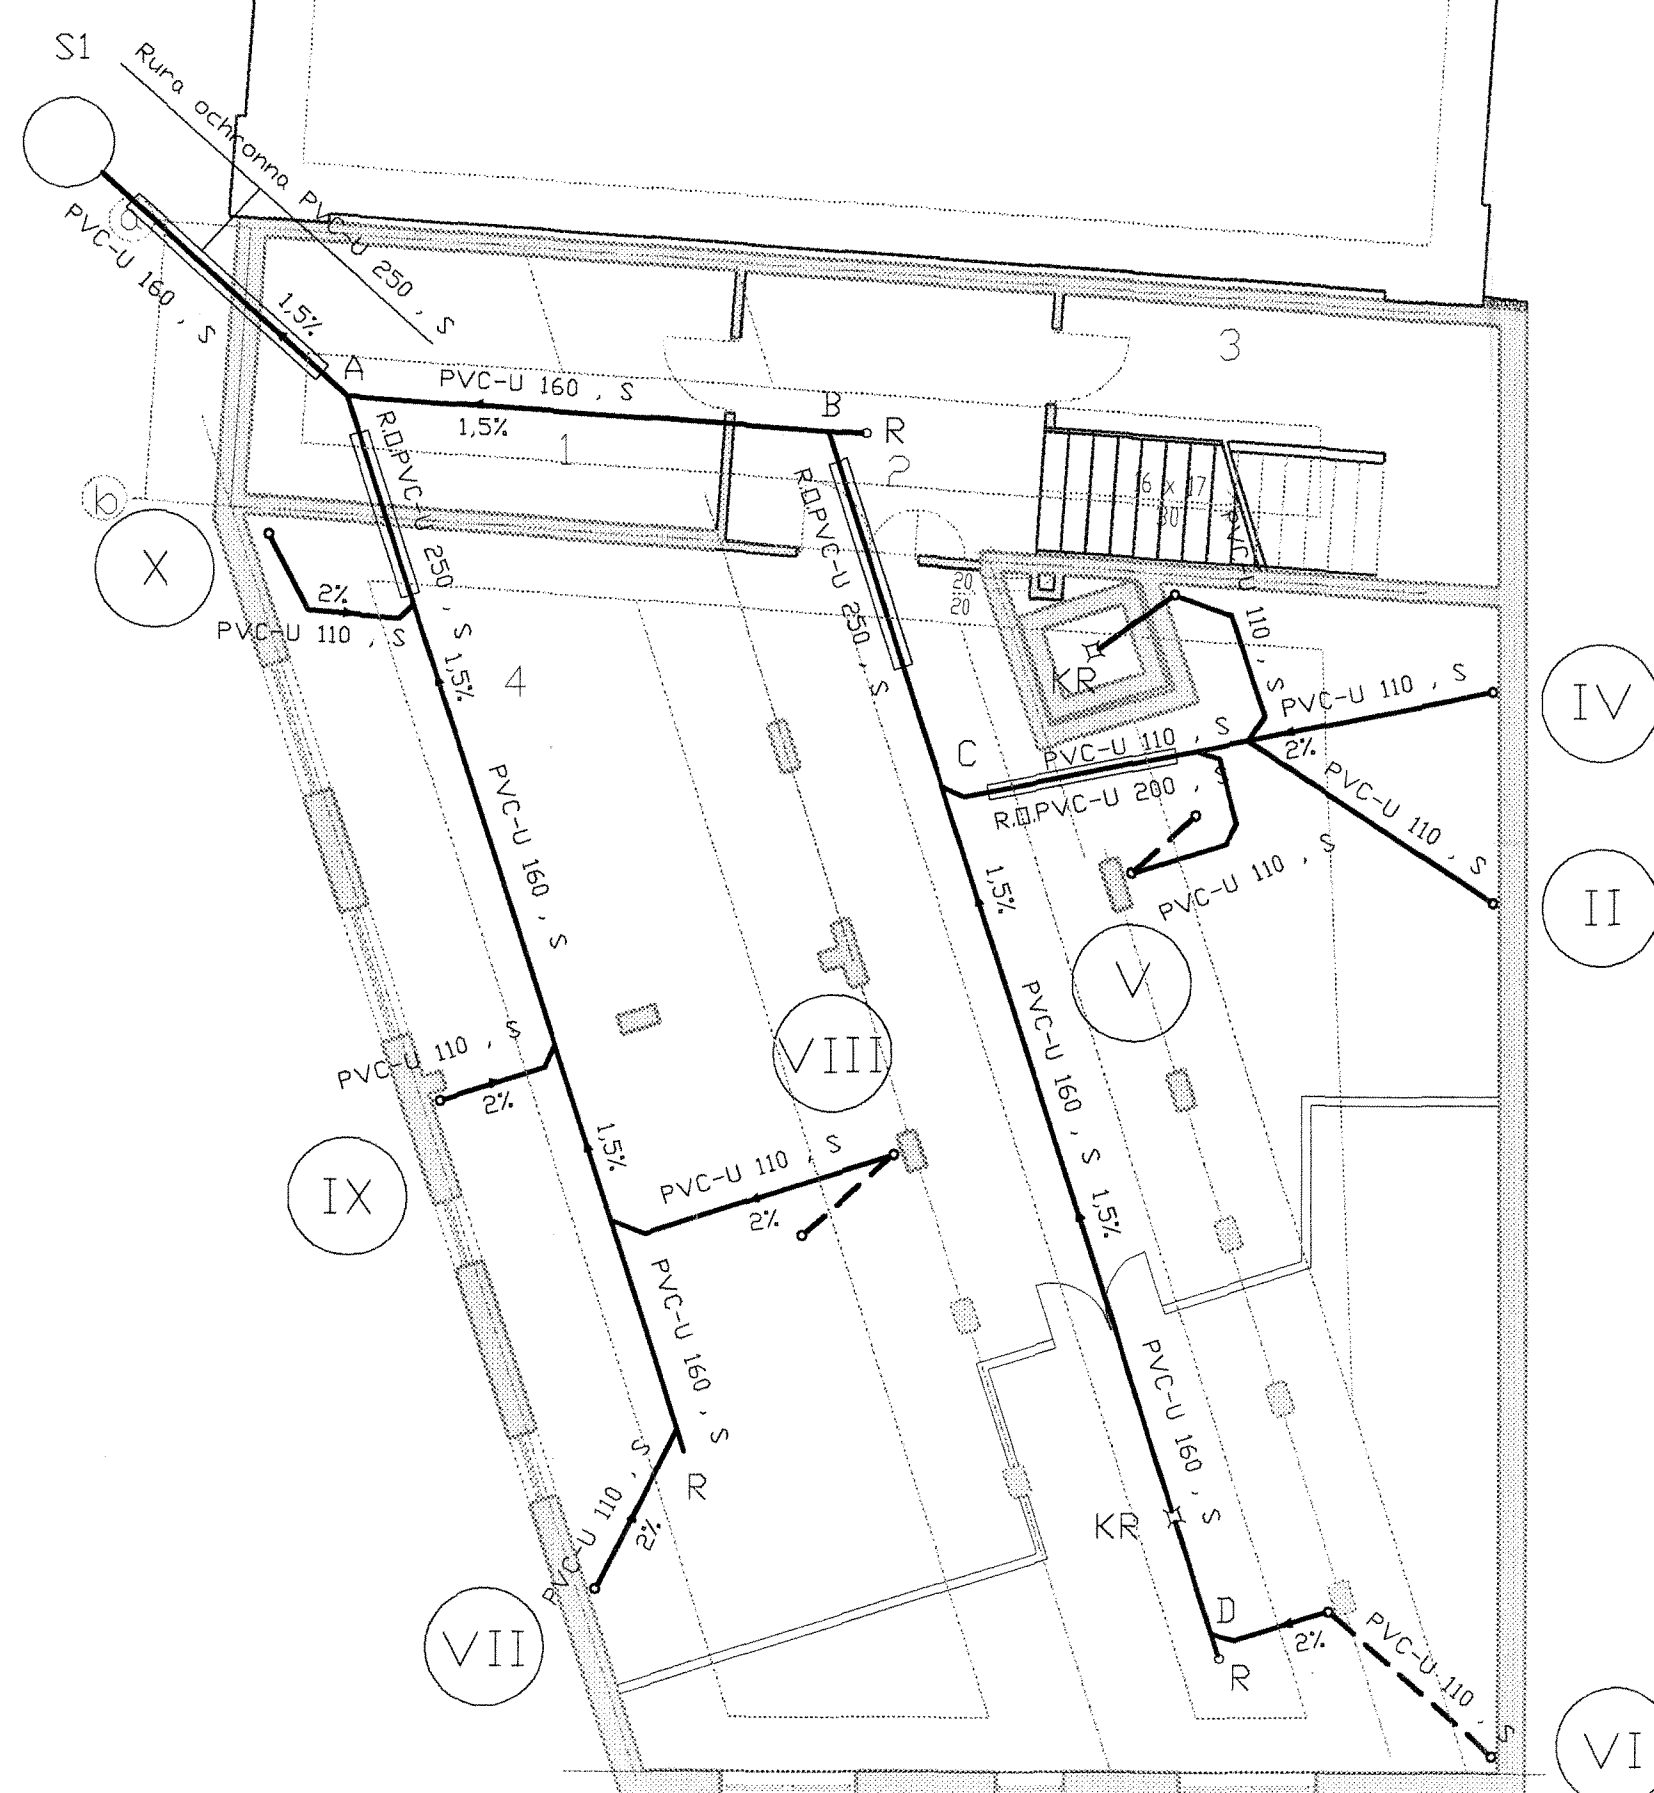 S1
Rura ochronna PVC-U 250 , S
6
PVC-U 160 , S
1,5%
A
PVC-U 160 , S
1,5%
B
R
1
2
3
b
X
R.O.PVC-U 250 , S
R.O.PVC-U 250 , S
16 x 17
30
PVC-U 110 , S
20
20
2%
PVC-U 110 , S
1,5%
4
KR
IV
PVC-U 110 , S
2%
C
PVC-U 110 , S
R.O.PVC-U 200 , S
PVC-U 110 , S
II
PVC-U 160 , S
1,5%
PVC-U 110 , S
V
PVC-U 110 , S
2%
VIII
PVC-U 160 , S
IX
1,5%
PVC-U 110 , S
2%
1,5%
PVC-U 160 , S
PVC-U 160 , S
R
PVC-U 110 , S
2%
KR
VII
D
2%
R
PVC-U 110 , S
VI